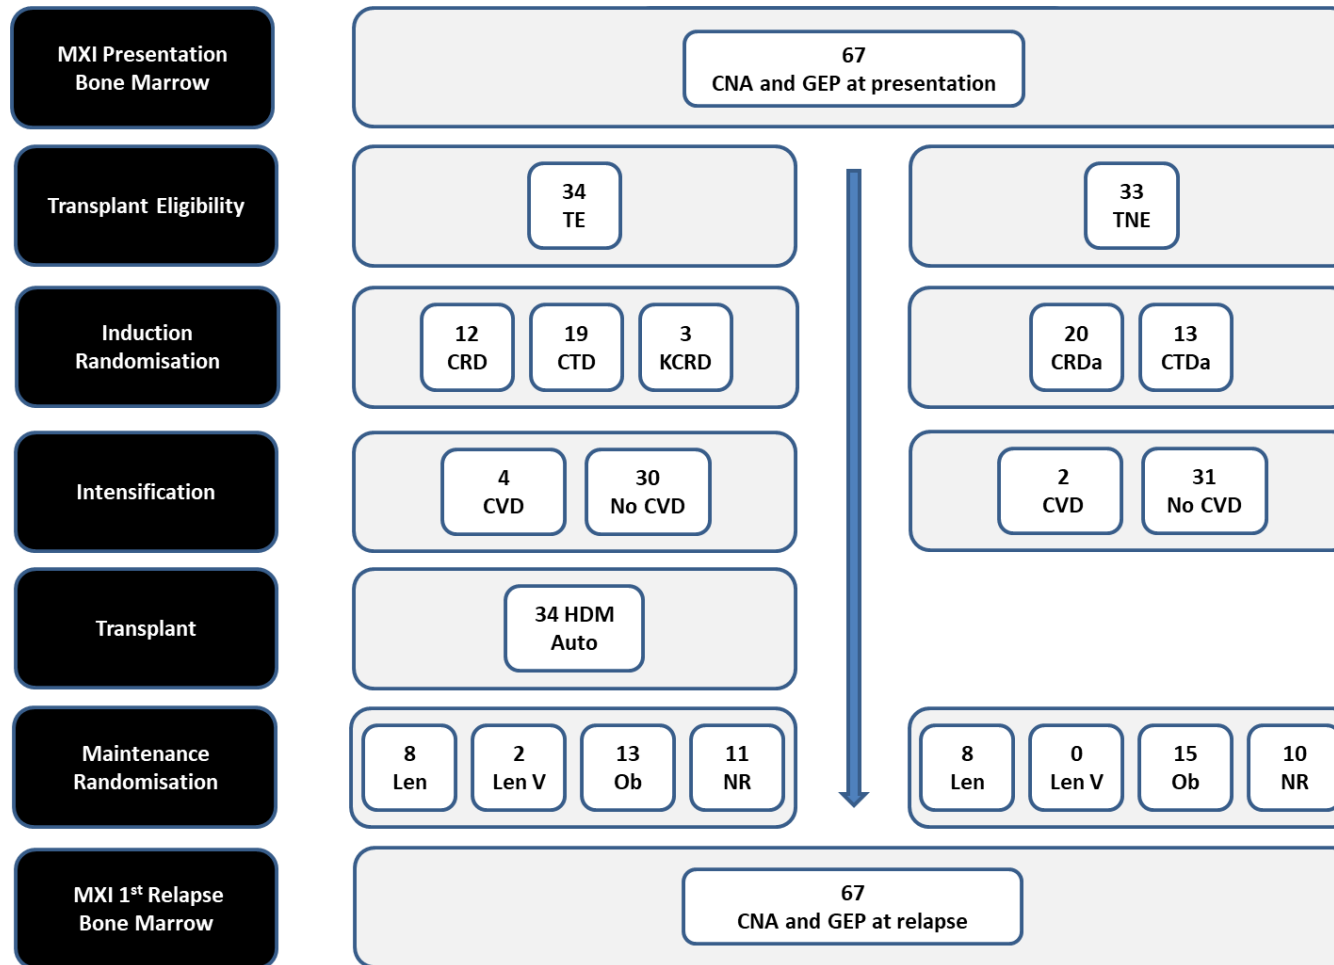 MXI Presentation
Bone Marrow
67
CNA and GEP at presentation
Transplant Eligibility
34
TE
33
TNE
Induction
Randomisation
12
CRD
19
CTD
3
KCRD
20
CRDa
13
CTDa
Intensification
4
CVD
30
No CVD
2
CVD
31
No CVD
Transplant
34 HDM
Auto
Maintenance
Randomisation
8
Len
2
Len V
13
Ob
11
NR
8
Len
0
Len V
15
Ob
10
NR
MXI 1st Relapse
Bone Marrow
67
CNA and GEP at relapse